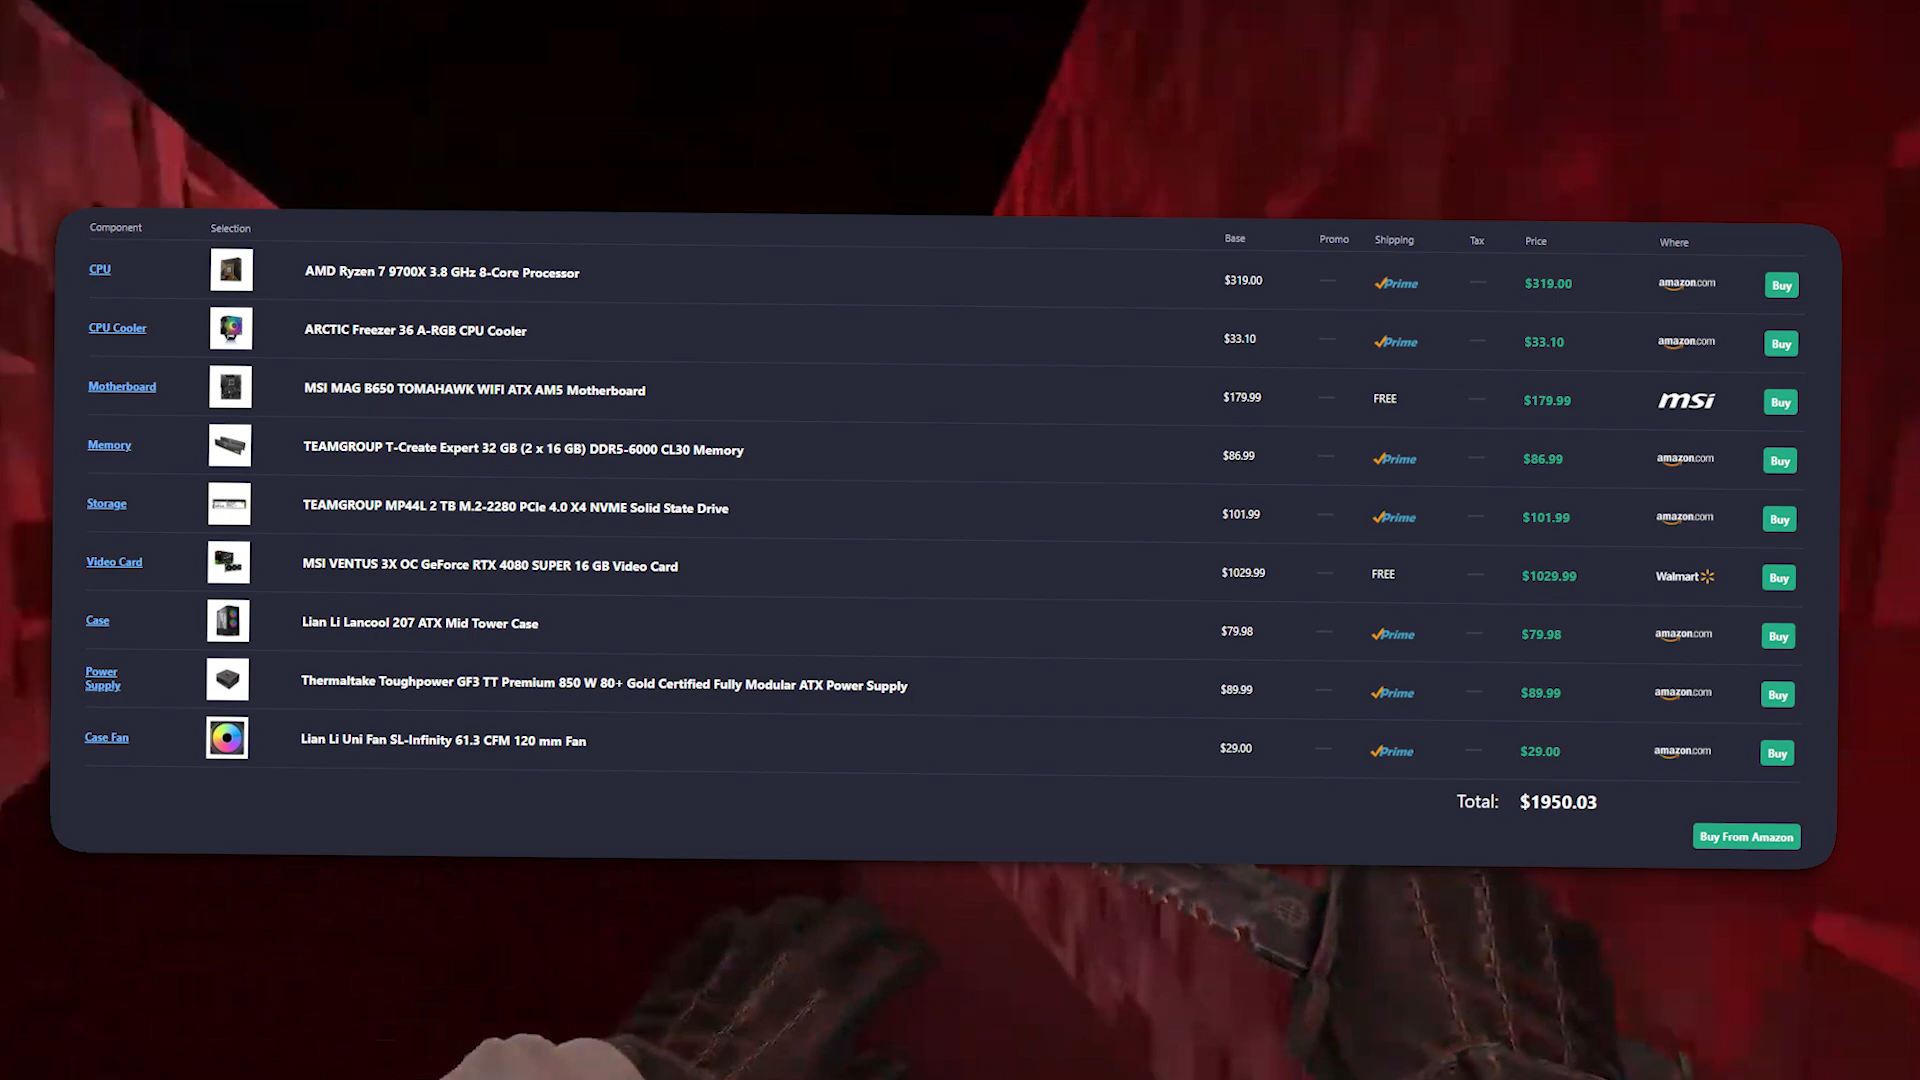 Component Selection Base Promo Shipping Tax Price Where
CPU AMD Ryzen 7 9700X 3.8 GHz 8-Core Processor $319.00 — Prime — $319.00 amazon.com Buy
CPU Cooler ARCTIC Freezer 36 A-RGB CPU Cooler $33.10 — Prime — $33.10 amazon.com Buy
Motherboard MSI MAG B650 TOMAHAWK WIFI ATX AM5 Motherboard $179.99 — FREE — $179.99 msi Buy
Memory TEAMGROUP T-Create Expert 32 GB (2 x 16 GB) DDR5-6000 CL30 Memory $86.99 — Prime — $86.99 amazon.com Buy
Storage TEAMGROUP MP44L 2 TB M.2-2280 PCIe 4.0 X4 NVME Solid State Drive $101.99 — Prime — $101.99 amazon.com Buy
Video Card MSI VENTUS 3X OC GeForce RTX 4080 SUPER 16 GB Video Card $1029.99 — FREE — $1029.99 Walmart Buy
Case Lian Li Lancool 207 ATX Mid Tower Case $79.98 — Prime — $79.98 amazon.com Buy
Power Supply Thermaltake Toughpower GF3 TT Premium 850 W 80+ Gold Certified Fully Modular ATX Power Supply $89.99 — Prime — $89.99 amazon.com Buy
Case Fan Lian Li Uni Fan SL-Infinity 61.3 CFM 120 mm Fan $29.00 — Prime — $29.00 amazon.com Buy
Total: $1950.03
Buy From Amazon